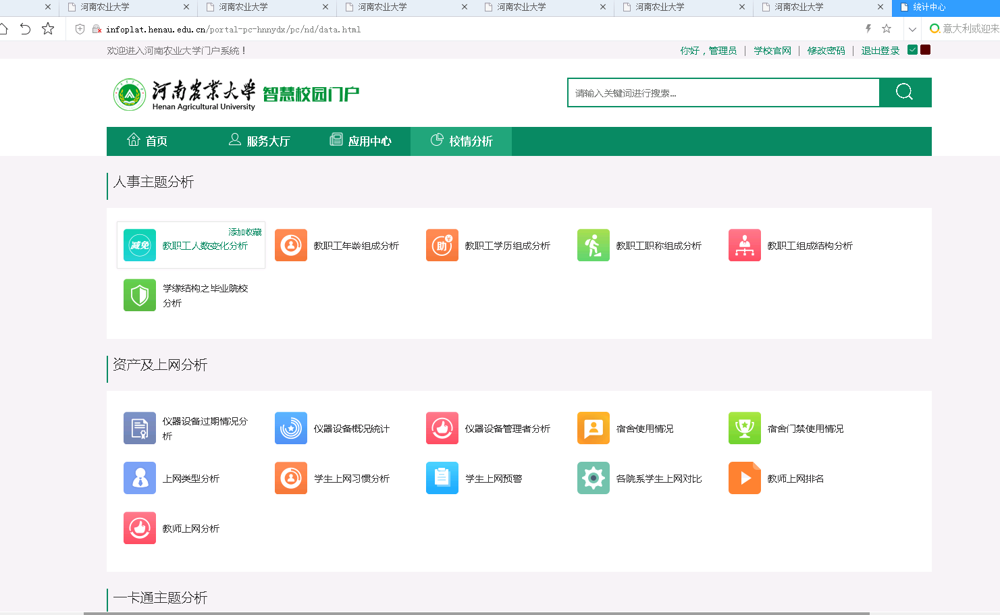 河南农业大学
河南农业大学
河南农业大学
河南农业大学
河南农业大学
河南农业大学
统计中心
infoplat.henau.edu.cn/portal-pc-hnnydx/pc/nd/data.html
意大利或迎来
欢迎进入河南农业大学门户系统！
你好，管理员
学校官网
修改密码
退出登录
河南农业大学
Henan Agricultural University
智慧校园门户
请输入关键词进行搜索...
首页
服务大厅
应用中心
校情分析
人事主题分析
减免
添加收藏
教职工人数变化分析
教职工年龄组成分析
助
教职工学历组成分析
教职工职称组成分析
教职工组成结构分析
学缘结构之毕业院校
分析
资产及上网分析
仪器设备过期情况分
析
仪器设备概况统计
仪器设备管理者分析
宿舍使用情况
宿舍门禁使用情况
上网类型分析
学生上网习惯分析
学生上网预警
各院系学生上网对比
教师上网排名
教师上网分析
一卡通主题分析